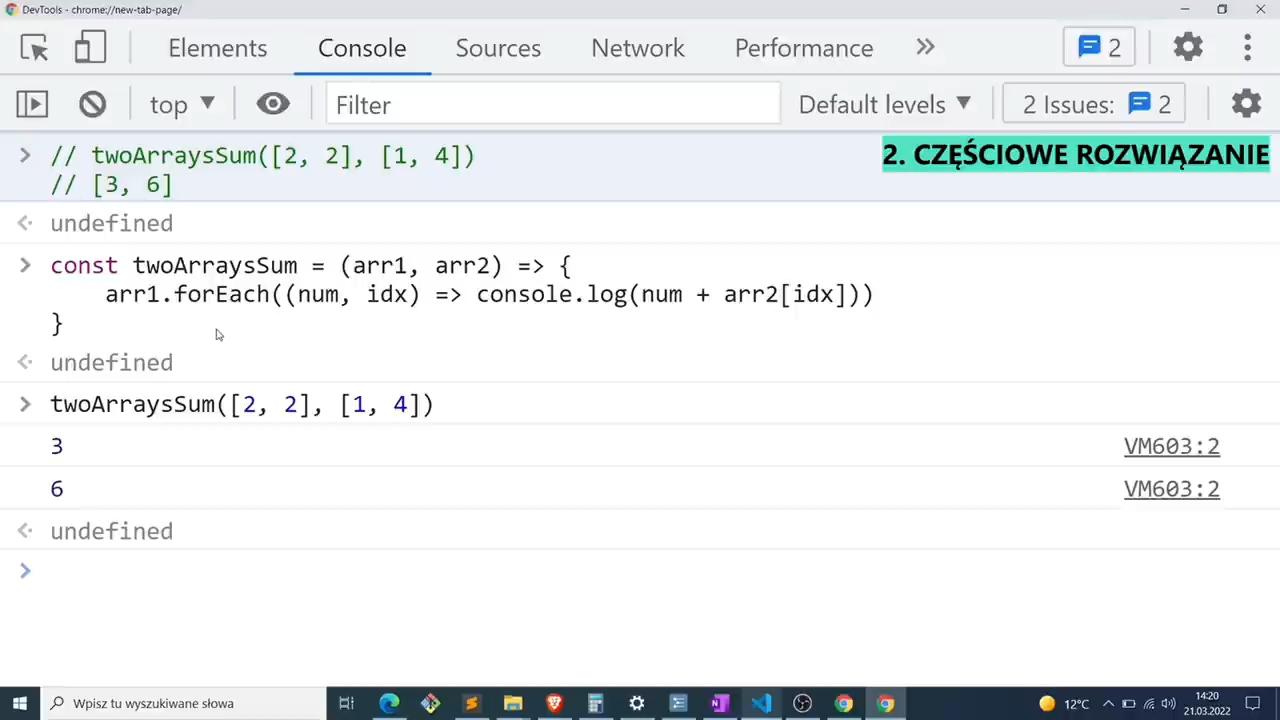 DevTools - chrome://new-tab-page/
Elements Console Sources Network Performance » 2
top Filter Default levels 2 Issues: 2
> // twoArraysSum([2, 2], [1, 4])
2. CZĘŚCIOWE ROZWIĄZANIE
// [3, 6]
undefined
> const twoArraysSum = (arr1, arr2) => {
arr1.forEach((num, idx) => console.log(num + arr2[idx]))
}
undefined
> twoArraysSum([2, 2], [1, 4])
3 VM603:2
6 VM603:2
undefined
>
Wpisz tu wyszukiwane słowa
12°C
14:20
21.03.2022